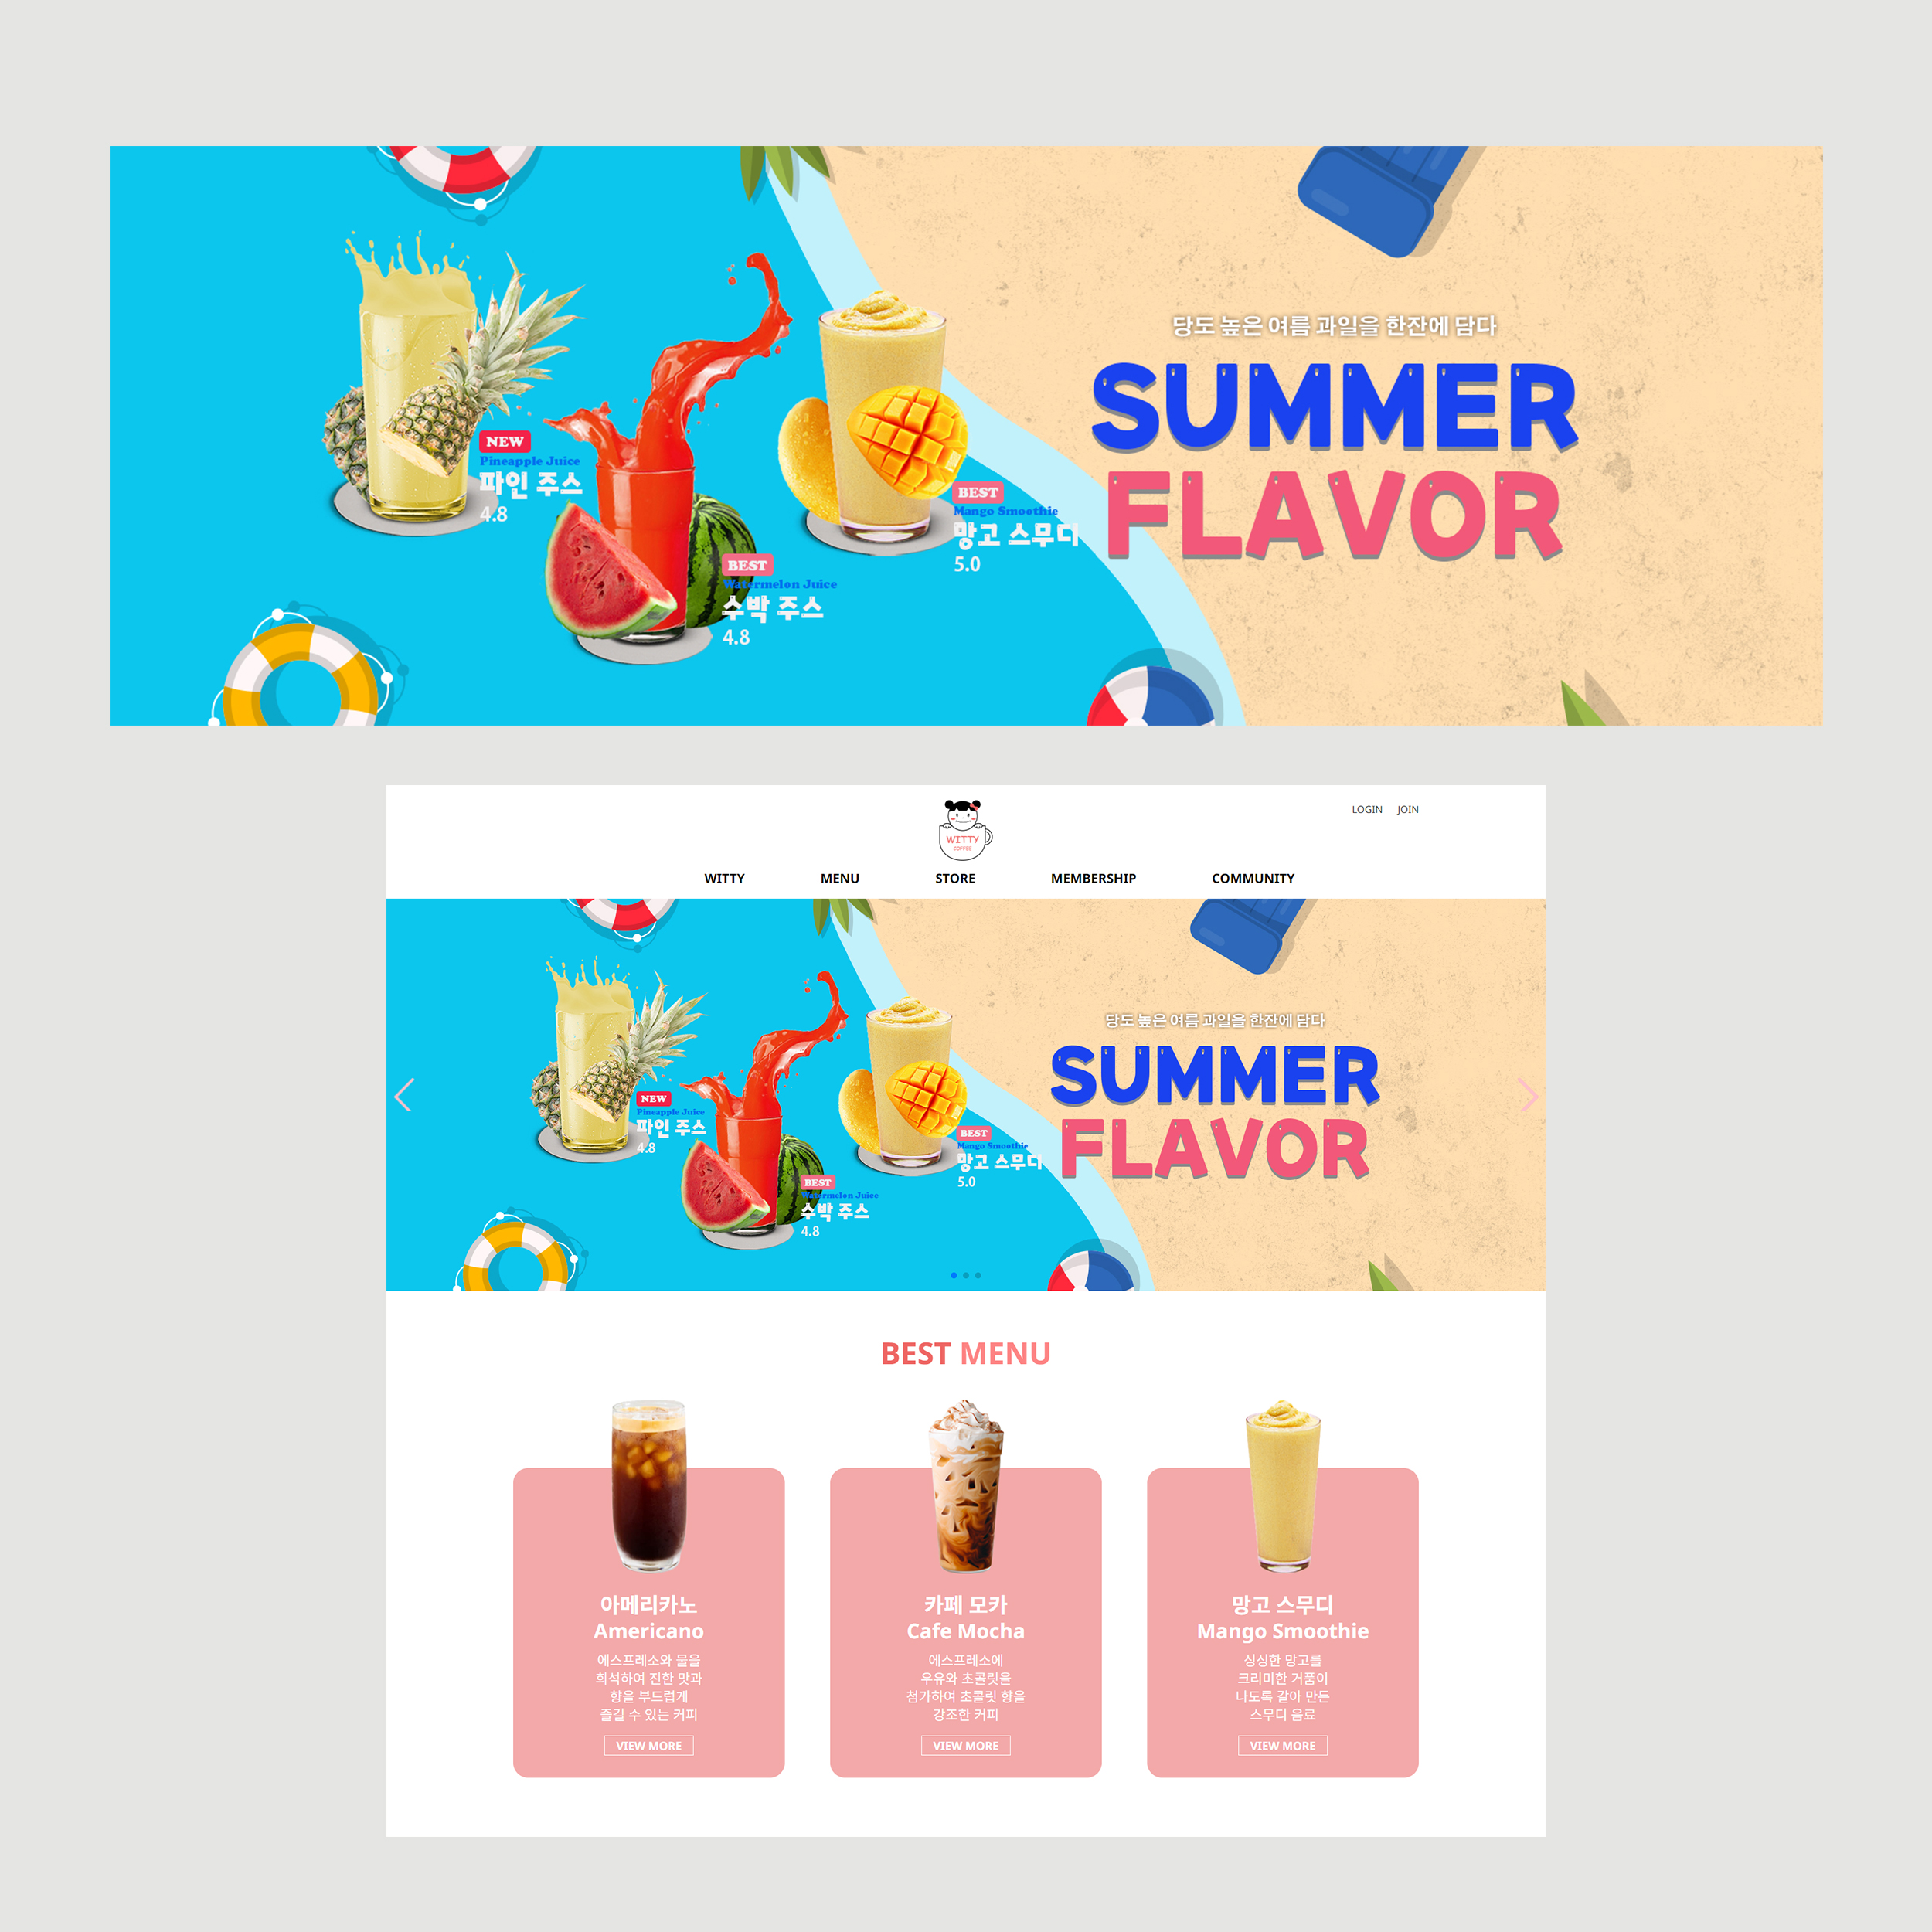 당도 높은 여름 과일을 한잔에 담다
SUMMER
FLAVOR
NEW
Pineapple Juice
파인 주스
4.8
BEST
Mango Smoothie
망고 스무디
5.0
BEST
Watermelon Juice
수박 주스
4.8
WITTY
COFFEE
LOGIN JOIN
WITTY MENU STORE MEMBERSHIP COMMUNITY
당도 높은 여름 과일을 한잔에 담다
SUMMER
FLAVOR
NEW
Pineapple Juice
파인 주스
4.8
BEST
Mango Smoothie
망고 스무디
5.0
BEST
Watermelon Juice
수박 주스
4.8
BEST MENU
아메리카노
Americano
에스프레소와 물을
희석하여 진한 맛과
향을 부드럽게
즐길 수 있는 커피
VIEW MORE
카페 모카
Cafe Mocha
에스프레소에
우유와 초콜릿을
첨가하여 초콜릿 향을
강조한 커피
VIEW MORE
망고 스무디
Mango Smoothie
싱싱한 망고를
크리미한 거품이
나도록 갈아 만든
스무디 음료
VIEW MORE